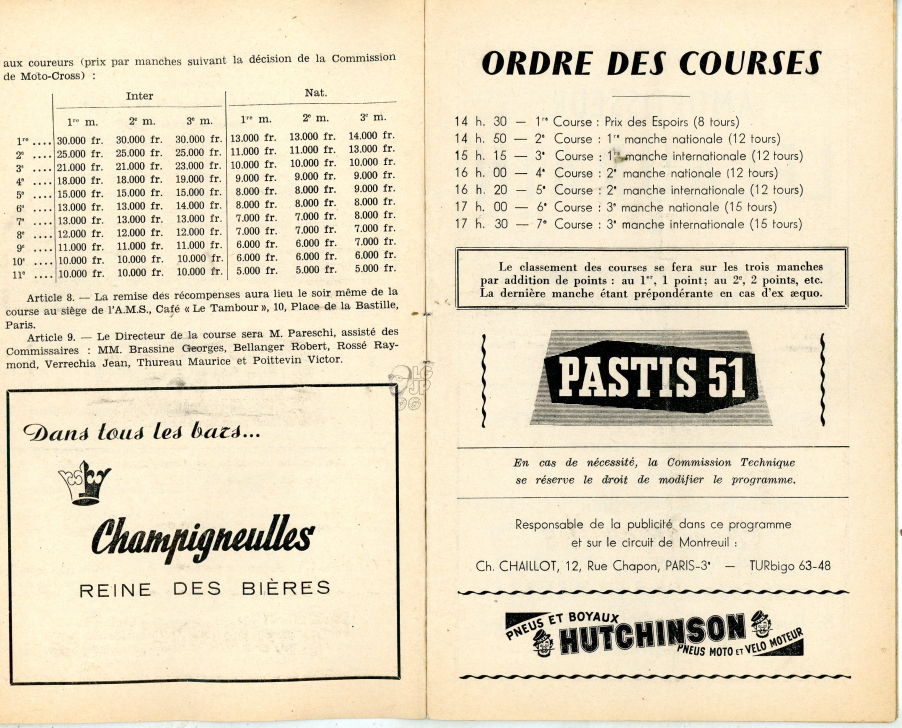 aux coureurs (prix par manches suivant la décision de la Commission
de Moto-Cross) :
Inter Nat.
1re m. 2e m. 3e m. 1re m. 2e m. 3e m.
1re .... 30.000 fr. 30.000 fr. 30.000 fr. 13.000 fr. 13.000 fr. 14.000 fr.
2e .... 25.000 fr. 25.000 fr. 25.000 fr. 11.000 fr. 11.000 fr. 13.000 fr.
3e .... 21.000 fr. 21.000 fr. 23.000 fr. 10.000 fr. 10.000 fr. 10.000 fr.
4e .... 18.000 fr. 18.000 fr. 19.000 fr. 9.000 fr. 9.000 fr. 9.000 fr.
5e .... 15.000 fr. 15.000 fr. 15.000 fr. 8.000 fr. 8.000 fr. 9.000 fr.
6e .... 13.000 fr. 13.000 fr. 14.000 fr. 8.000 fr. 8.000 fr. 8.000 fr.
7e .... 13.000 fr. 13.000 fr. 13.000 fr. 7.000 fr. 7.000 fr. 8.000 fr.
8e .... 12.000 fr. 12.000 fr. 12.000 fr. 7.000 fr. 7.000 fr. 7.000 fr.
9e .... 11.000 fr. 11.000 fr. 11.000 fr. 6.000 fr. 6.000 fr. 7.000 fr.
10e .... 10.000 fr. 10.000 fr. 10.000 fr. 6.000 fr. 6.000 fr. 6.000 fr.
11e .... 10.000 fr. 10.000 fr. 10.000 fr. 5.000 fr. 5.000 fr. 5.000 fr.
Article 8. — La remise des récompenses aura lieu le soir même de la
course au siège de l'A.M.S., Café « Le Tambour », 10, Place de la Bastille,
Paris.
Article 9. — Le Directeur de la course sera M. Pareschi, assisté des
Commissaires : MM. Brassine Georges, Bellanger Robert, Rossé Ray-
mond, Verrechia Jean, Thureau Maurice et Poittevin Victor.
Dans tous les bars...
Champigneulles
REINE DES BIÈRES
ORDRE DES COURSES
14 h. 30 — 1re Course : Prix des Espoirs (8 tours)
14 h. 50 — 2e Course : 1re manche nationale (12 tours)
15 h. 15 — 3e Course : 1re manche internationale (12 tours)
16 h. 00 — 4e Course : 2e manche nationale (12 tours)
16 h. 20 — 5e Course : 2e manche internationale (12 tours)
17 h. 00 — 6e Course : 3e manche nationale (15 tours)
17 h. 30 — 7e Course : 3e manche internationale (15 tours)
Le classement des courses se fera sur les trois manches
par addition de points : au 1er, 1 point; au 2e, 2 points, etc.
La dernière manche étant prépondérante en cas d'ex æquo.
PASTIS 51
En cas de nécessité, la Commission Technique
se réserve le droit de modifier le programme.
Responsable de la publicité dans ce programme
et sur le circuit de Montreuil :
Ch. CHAILLOT, 12, Rue Chapon, PARIS-3e — TURbigo 63-48
PNEUS ET BOYAUX
HUTCHINSON
PNEUS MOTO ET VELO MOTEUR